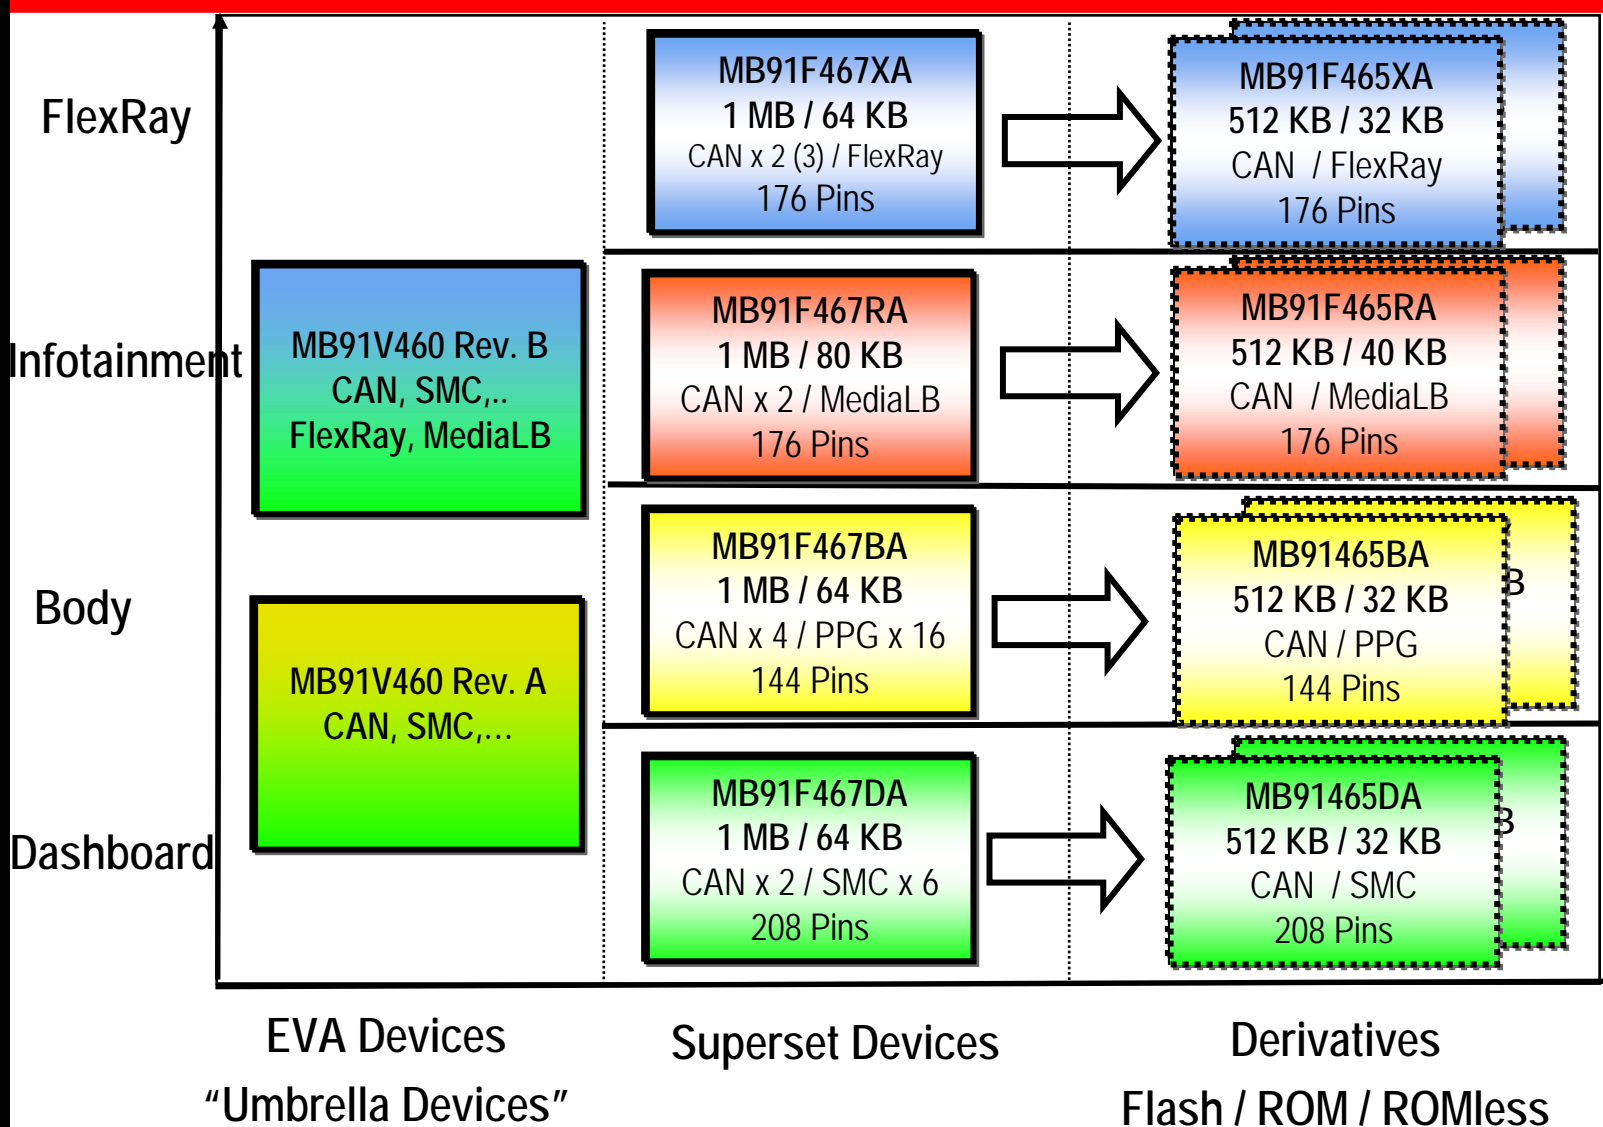 FlexRay
MB91F467XA
1 MB / 64 KB
CAN x 2 (3) / FlexRay
176 Pins
MB91F465XA
512 KB / 32 KB
CAN / FlexRay
176 Pins
Infotainment
MB91V460 Rev. B
CAN, SMC,..
FlexRay, MediaLB
MB91F467RA
1 MB / 80 KB
CAN x 2 / MediaLB
176 Pins
MB91F465RA
512 KB / 40 KB
CAN / MediaLB
176 Pins
Body
MB91F467BA
1 MB / 64 KB
CAN x 4 / PPG x 16
144 Pins
MB91465BA
512 KB / 32 KB
CAN / PPG
144 Pins
MB91V460 Rev. A
CAN, SMC,...
Dashboard
MB91F467DA
1 MB / 64 KB
CAN x 2 / SMC x 6
208 Pins
MB91465DA
512 KB / 32 KB
CAN / SMC
208 Pins
EVA Devices
“Umbrella Devices”
Superset Devices
Derivatives
Flash / ROM / ROMless